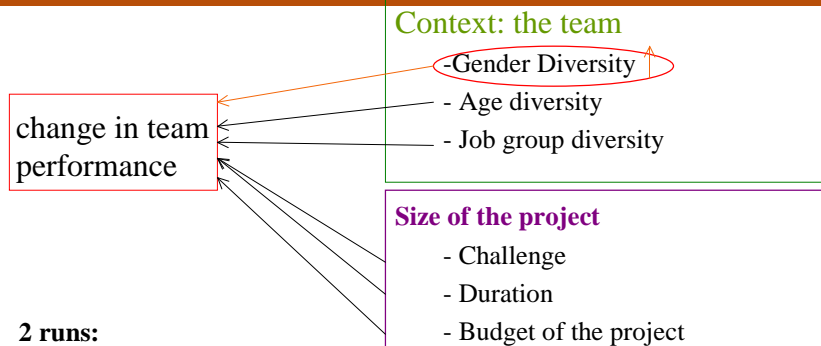 Context: the team
-Gender Diversity
- Age diversity
- Job group diversity
change in team
performance
Size of the project
- Challenge
- Duration
- Budget of the project
2 runs: